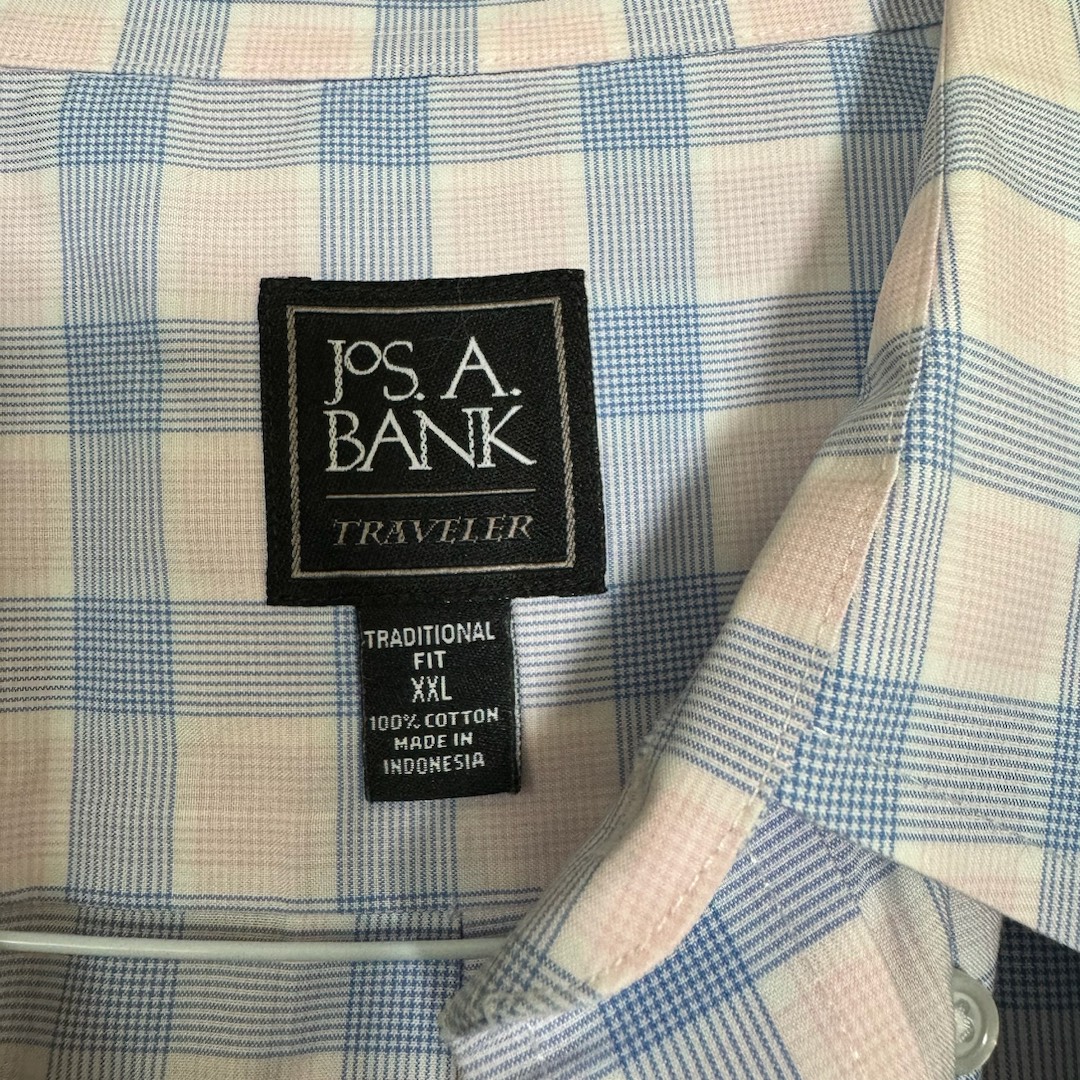 JOS. A.
BANK
TRAVELER
TRADITIONAL
FIT
XXL
100% COTTON
MADE IN
INDONESIA